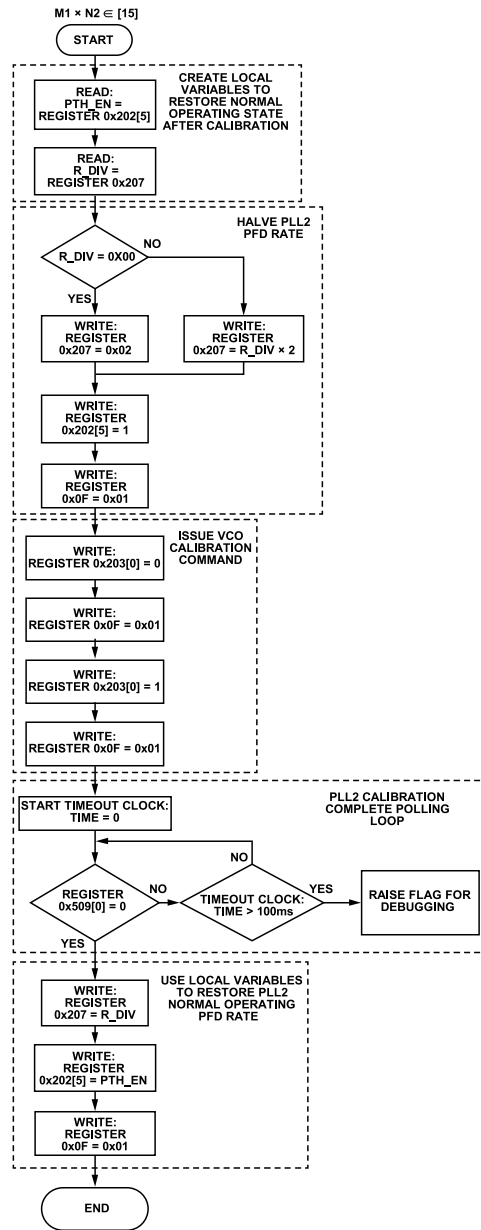 M1 × N2 ∈ [15]
START
CREATE LOCAL
VARIABLES TO
RESTORE NORMAL
OPERATING STATE
AFTER CALIBRATION
READ:
PTH_EN =
REGISTER 0x202[5]
READ:
R_DIV =
REGISTER 0x207
HALVE PLL2
PFD RATE
R_DIV = 0X00
NO
YES
WRITE:
REGISTER
0x207 = 0x02
WRITE:
REGISTER
0x207 = R_DIV × 2
WRITE:
REGISTER
0x202[5] = 1
WRITE:
REGISTER
0x0F = 0x01
ISSUE VCO
CALIBRATION
COMMAND
WRITE:
REGISTER 0x203[0] = 0
WRITE:
REGISTER 0x0F = 0x01
WRITE:
REGISTER 0x203[0] = 1
WRITE:
REGISTER 0x0F = 0x01
PLL2 CALIBRATION
COMPLETE POLLING
LOOP
START TIMEOUT CLOCK:
TIME = 0
NO
REGISTER
0x509[0] = 0
NO
TIMEOUT CLOCK:
TIME > 100ms
YES
RAISE FLAG FOR
DEBUGGING
YES
USE LOCAL VARIABLES
TO RESTORE PLL2
NORMAL OPERATING
PFD RATE
WRITE:
REGISTER
0x207 = R_DIV
WRITE:
REGISTER
0x202[5] = PTH_EN
WRITE:
REGISTER
0x0F = 0x01
END